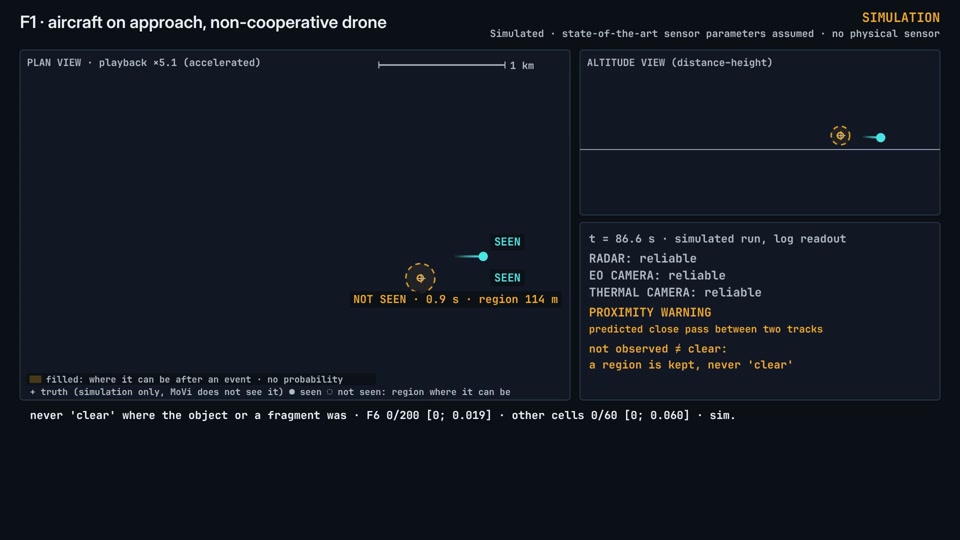 F1 · aircraft on approach, non-cooperative drone
SIMULATION
Simulated · state-of-the-art sensor parameters assumed · no physical sensor
PLAN VIEW · playback ×5.1 (accelerated)
1 km
SEEN
SEEN
NOT SEEN · 0.9 s · region 114 m
filled: where it can be after an event · no probability
+ truth (simulation only, MoVi does not see it) ● seen ◌ not seen: region where it can be
ALTITUDE VIEW (distance-height)
t = 86.6 s · simulated run, log readout
RADAR: reliable
EO CAMERA: reliable
THERMAL CAMERA: reliable
PROXIMITY WARNING
predicted close pass between two tracks
not observed ≠ clear:
a region is kept, never 'clear'
never 'clear' where the object or a fragment was · F6 0/200 [0; 0.019] · other cells 0/60 [0; 0.060] · sim.